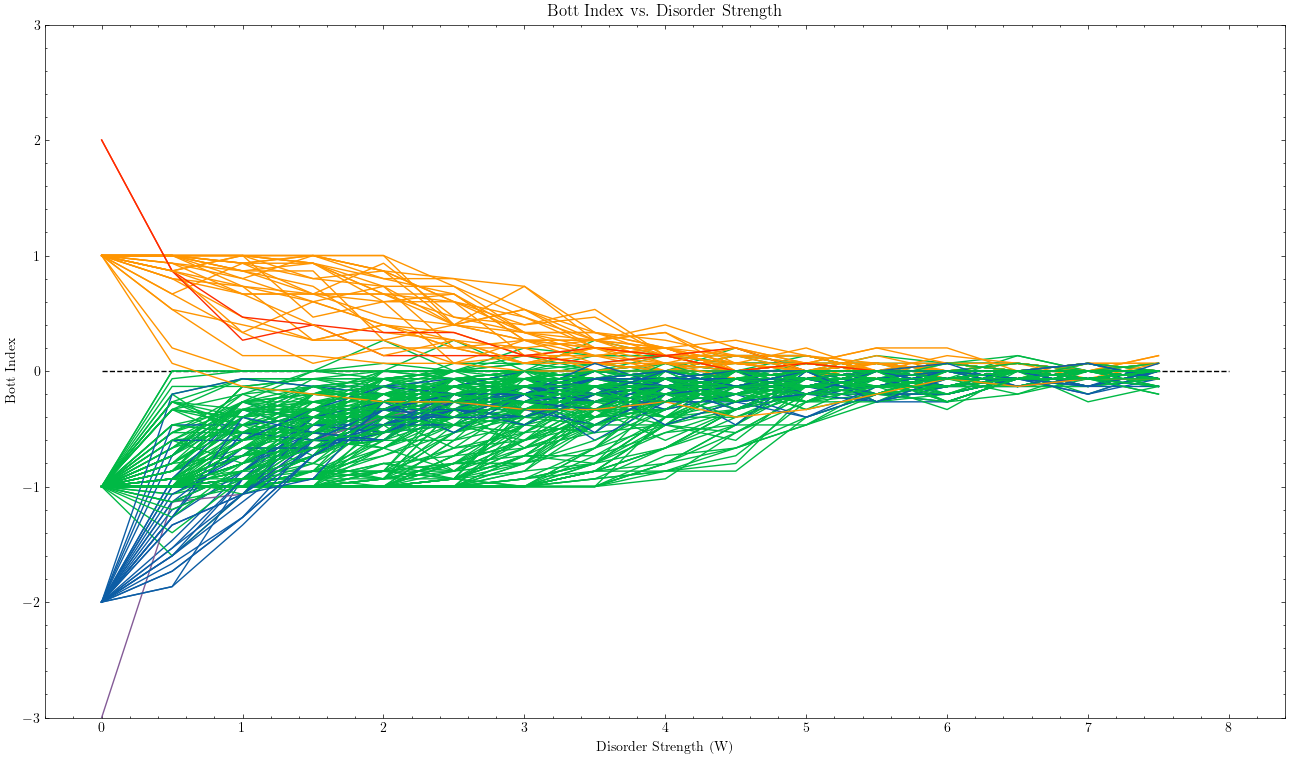 Bott Index vs. Disorder Strength
3
2
1
0
−1
−2
−3
Bott Index
0 1 2 3 4 5 6 7 8
Disorder Strength (W)